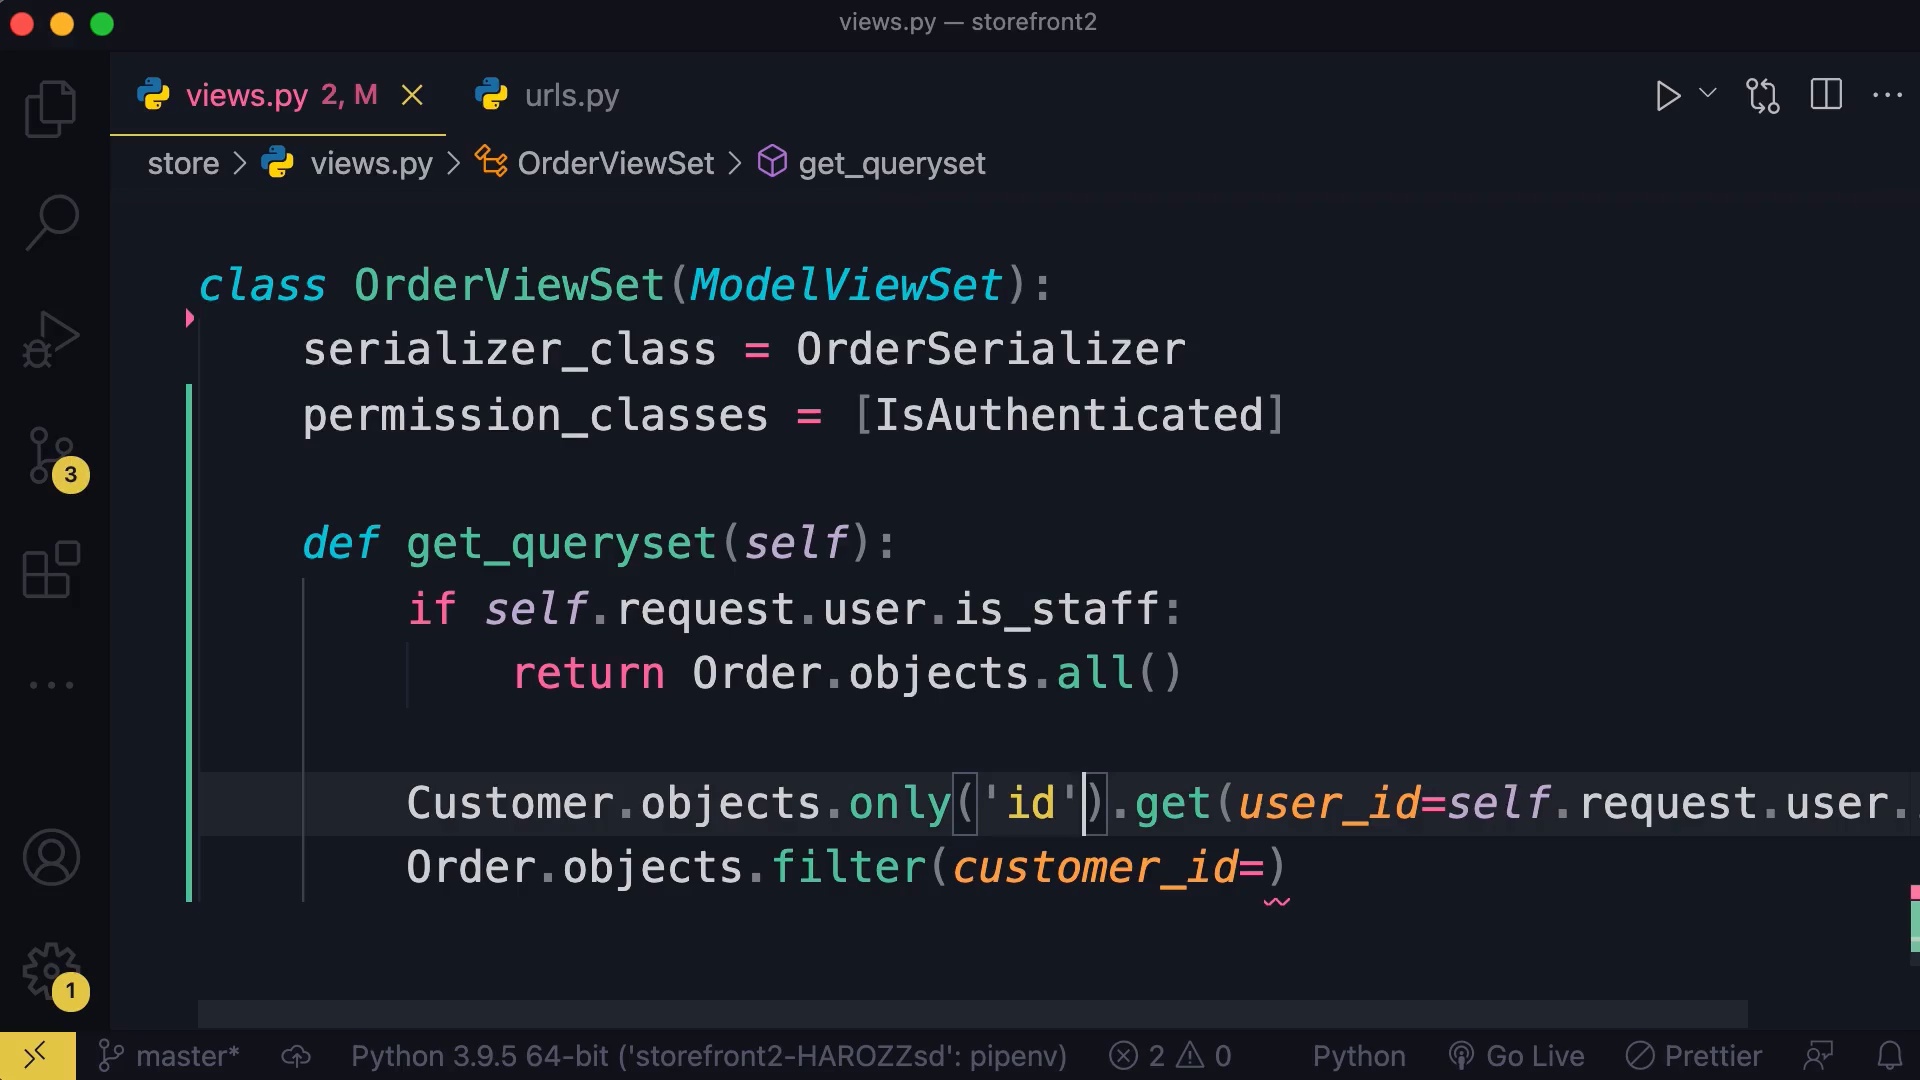 views.py — storefront2
views.py 2, M
urls.py
store > views.py > OrderViewSet > get_queryset
class OrderViewSet(ModelViewSet):
serializer_class = OrderSerializer
permission_classes = [IsAuthenticated]
def get_queryset(self):
if self.request.user.is_staff:
return Order.objects.all()
Customer.objects.only('id').get(user_id=self.request.user.
Order.objects.filter(customer_id=)
3
1
master* Python 3.9.5 64-bit ('storefront2-HAROZZsd': pipenv) 2 0 Python Go Live Prettier